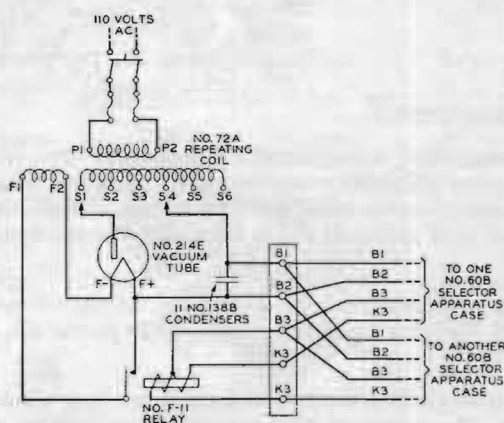 110 VOLTS
AC
P1
P2
NO. 72A
REPEATING
COIL
F1
F2
S1
S2
S3
S4
S5
S6
NO. 214E
VACUUM
TUBE
F-
F+
11 NO. 138B
CONDENSERS
B1
B2
B3
K3
K3
B1
B2
B3
K3
B1
B2
B3
K3
TO ONE
NO. 60B
SELECTOR
APPARATUS
CASE
TO ANOTHER
NO. 60B
SELECTOR
APPARATUS
CASE
NO. F-11
RELAY